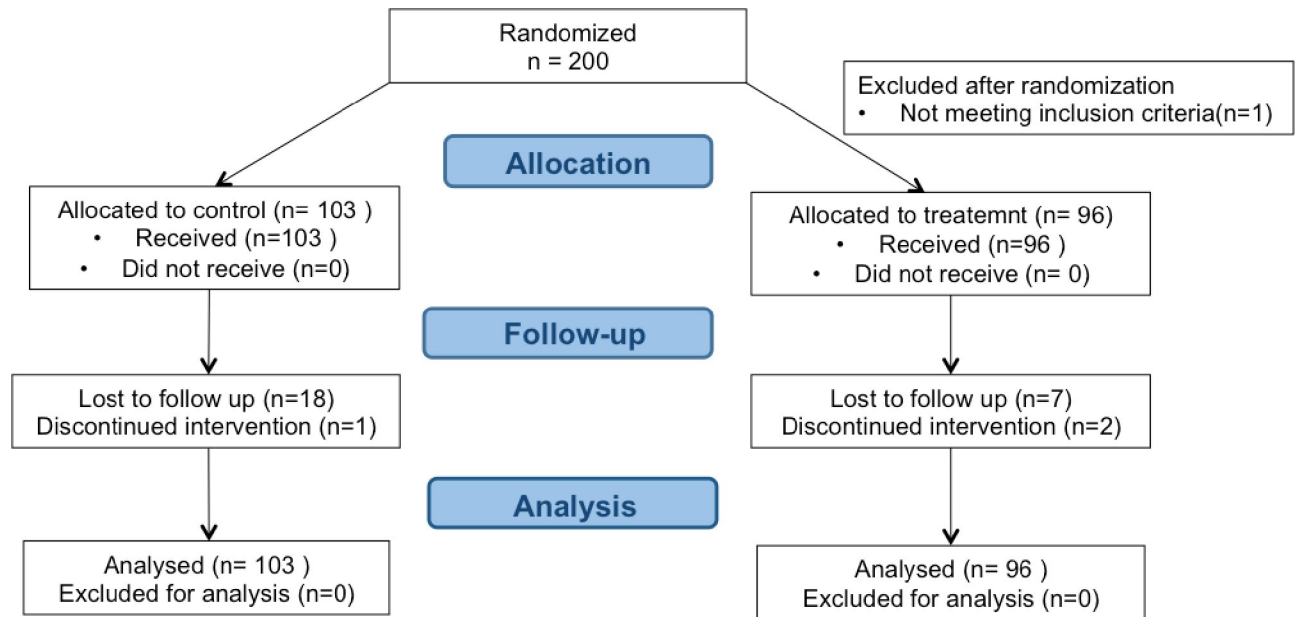 Randomized
n = 200
Excluded after randomization
• Not meeting inclusion criteria(n=1)
Allocation
Allocated to control (n= 103 )
• Received (n=103 )
• Did not receive (n=0)
Allocated to treatemnt (n= 96)
• Received (n=96 )
• Did not receive (n= 0)
Follow-up
Lost to follow up (n=18)
Discontinued intervention (n=1)
Lost to follow up (n=7)
Discontinued intervention (n=2)
Analysis
Analysed (n= 103 )
Excluded for analysis (n=0)
Analysed (n= 96 )
Excluded for analysis (n=0)